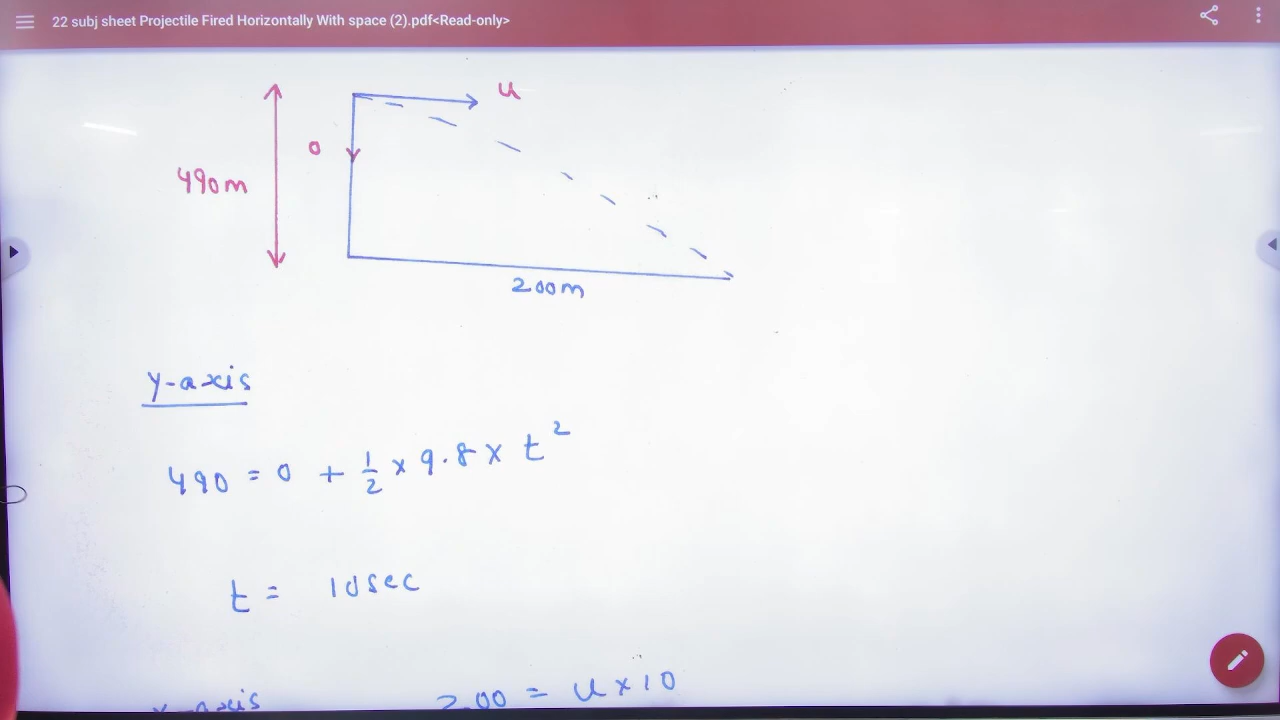 22 subj sheet Projectile Fired Horizontally With space (2).pdf<Read-only>
u
0
490m
200m
y-axis
490 = 0 + 1/2 × 9.8 × t²
t = 10sec
x-axis 200 = u×10